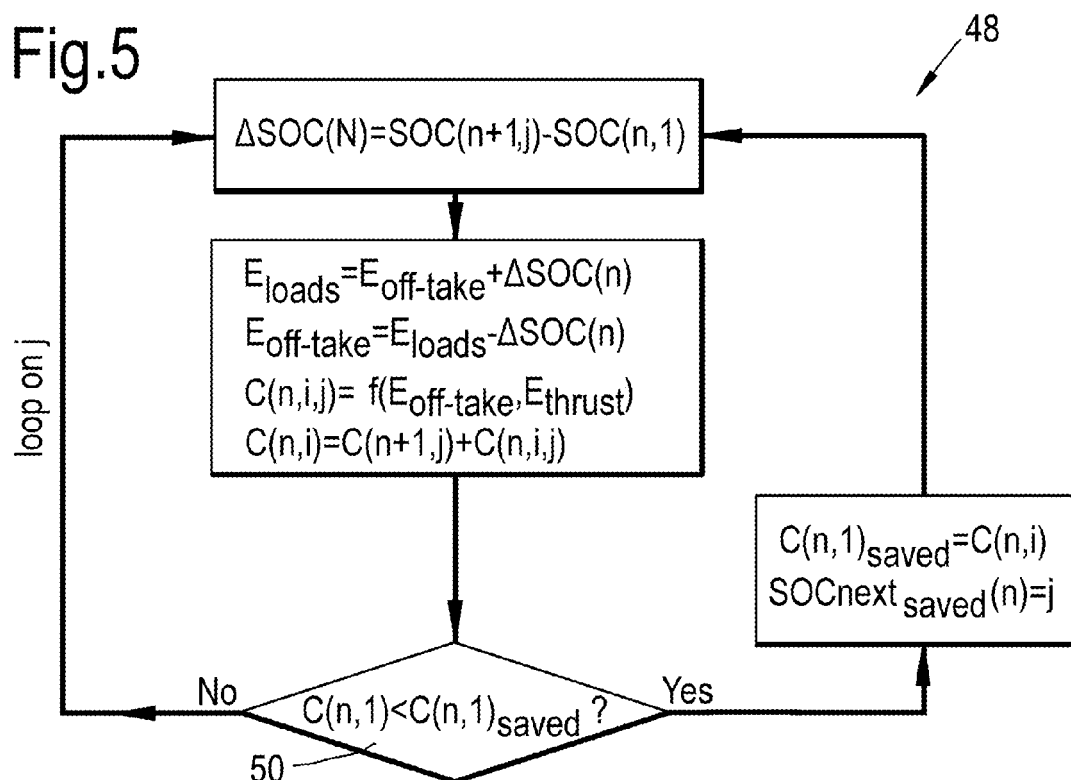 Fig.5
48
ΔSOC(N)=SOC(n+1,j)-SOC(n,1)
E_loads=E_off-take+ΔSOC(n)
E_off-take=E_loads-ΔSOC(n)
C(n,i,j)= f(E_off-take,E_thrust)
C(n,i)=C(n+1,j)+C(n,i,j)
loop on j
C(n,1)_saved=C(n,i)
SOCnext_saved(n)=j
No
C(n,1)<C(n,1)_saved ?
Yes
50